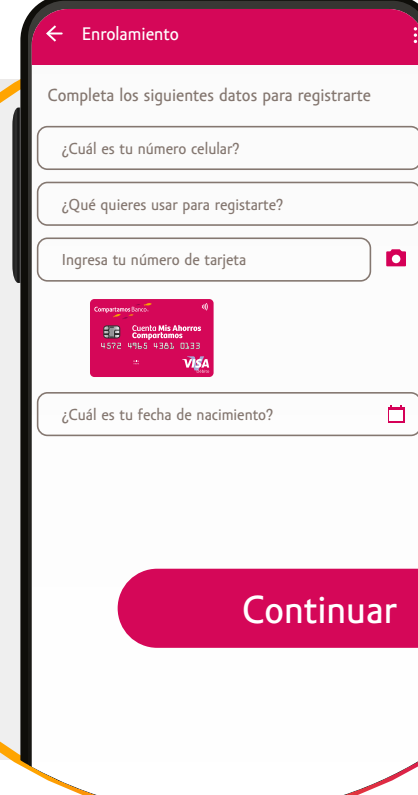 Enrolamiento
Completa los siguientes datos para registrarte
¿Cuál es tu número celular?
¿Qué quieres usar para registarte?
Ingresa tu número de tarjeta
Compartamos Banco.
Cuenta Mis Ahorros
Compartamos
4572 4965 4381 0133
VISA
¿Cuál es tu fecha de nacimiento?
Continuar